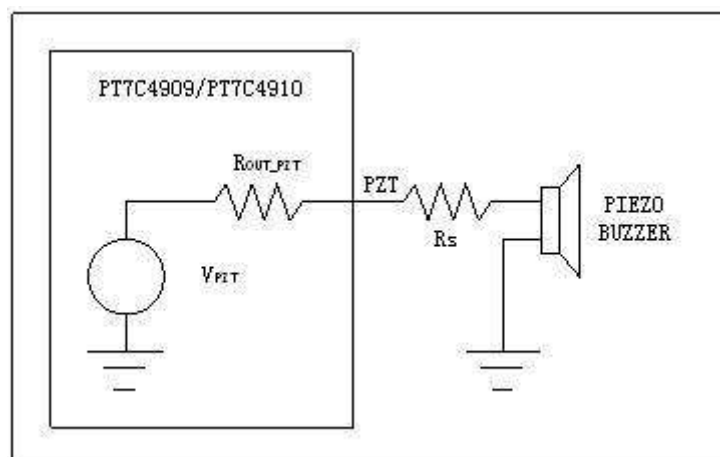 PT7C4909/PT7C4910
ROUT_PIT
PZT
Rs
PIEZO
BUZZER
VPIT